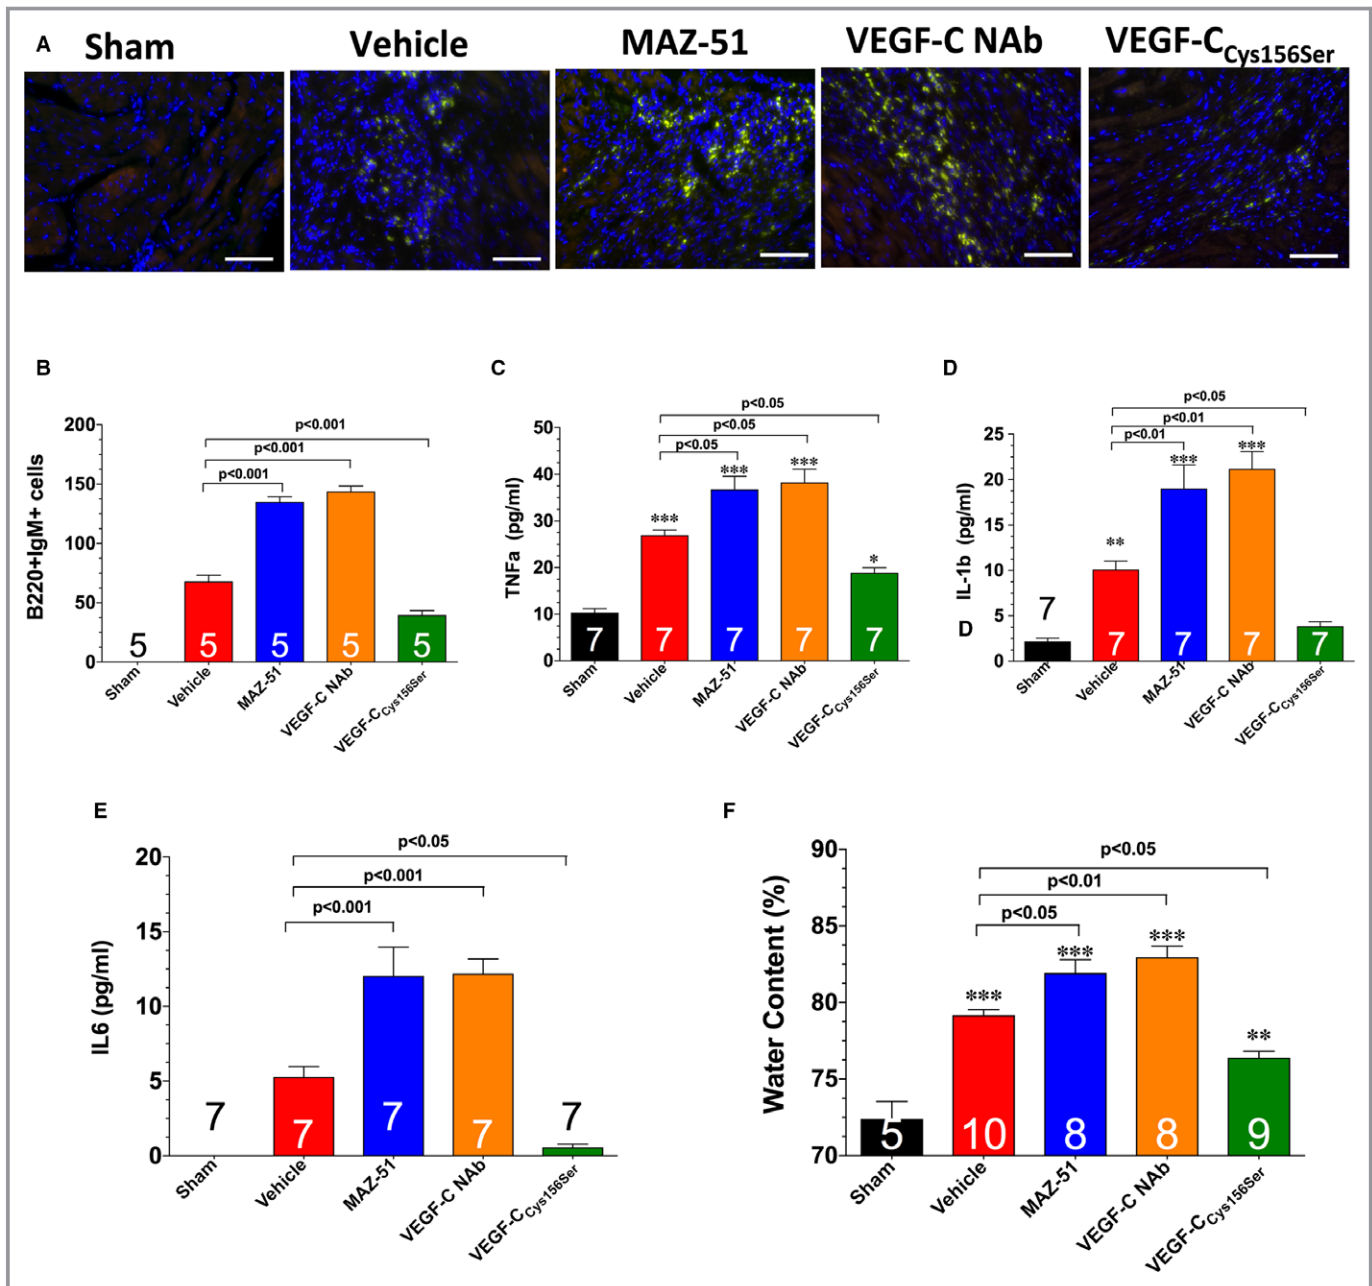 A
Sham
Vehicle
MAZ-51
VEGF-C NAb
VEGF-C Cys156Ser
B
B220+IgM+ cells
200
150
100
50
0
p<0.001
p<0.001
p<0.001
5
5
5
5
5
Sham
Vehicle
MAZ-51
VEGF-C NAb
VEGF-C Cys156Ser
C
TNFa (pg/ml)
50
40
30
20
10
0
p<0.05
p<0.05
p<0.05
***
***
***
*
7
7
7
7
7
Sham
Vehicle
MAZ-51
VEGF-C NAb
VEGF-C Cys156Ser
D
IL-1b (pg/ml)
25
20
15
10
5
0
D
p<0.05
p<0.01
p<0.01
**
***
***
7
7
7
7
7
Sham
Vehicle
MAZ-51
VEGF-C NAb
VEGF-C Cys156Ser
E
IL6 (pg/ml)
20
15
10
5
0
p<0.05
p<0.001
p<0.001
7
7
7
7
7
Sham
Vehicle
MAZ-51
VEGF-C NAb
VEGF-C Cys156Ser
F
Water Content (%)
90
85
80
75
70
p<0.05
p<0.01
p<0.05
***
***
***
**
5
10
8
8
9
Sham
Vehicle
MAZ-51
VEGF-C NAb
VEGF-C Cys156Ser